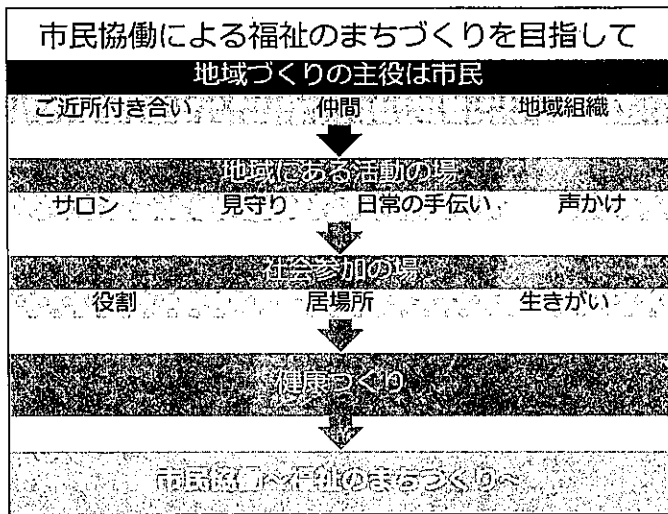 市民協働による福祉のまちづくりを目指して
地域づくりの主役は市民
ご近所付き合い 仲間 地域組織
地域にある活動の場
サロン 見守り 日常の手伝い 声かけ
社会参加の場
役割 居場所 生きがい
健康づくり
市民協働~福祉のまちづくり~